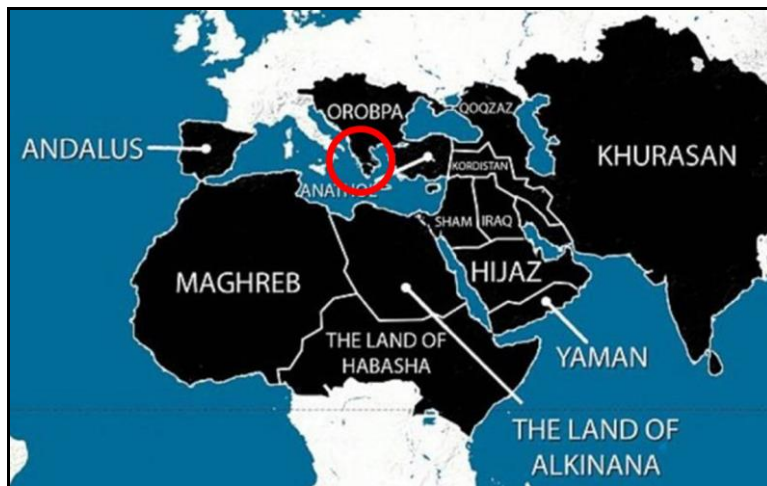 OROBPA
QOQZAZ
ANDALUS
KHURASAN
KORDISTAN
SHAM
IRAQ
MAGHREB
HIJAZ
THE LAND OF
HABASHA
YAMAN
THE LAND OF
ALKINANA